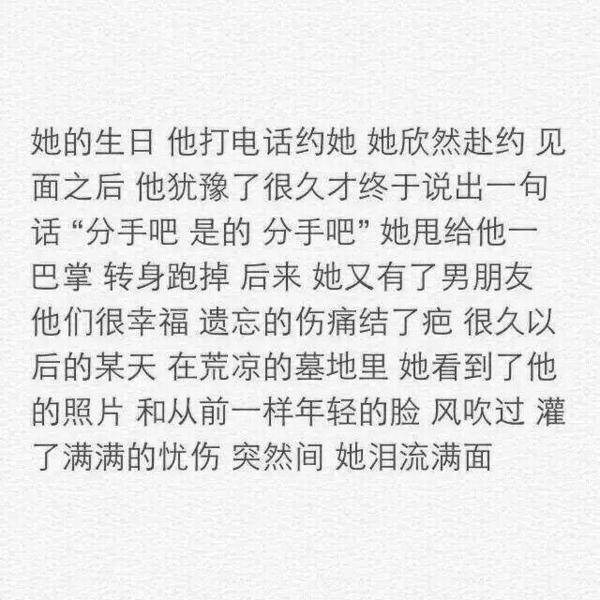 她的生日 他打电话约她 她欣然赴约 见
面之后 他犹豫了很久才终于说出一句
话 “分手吧 是的 分手吧” 她甩给他一
巴掌 转身跑掉 后来 她又有了男朋友
他们很幸福 遗忘的伤痛结了疤 很久以
后的某天 在荒凉的墓地里 她看到了他
的照片 和从前一样年轻的脸 风吹过 灌
了满满的忧伤 突然间 她泪流满面